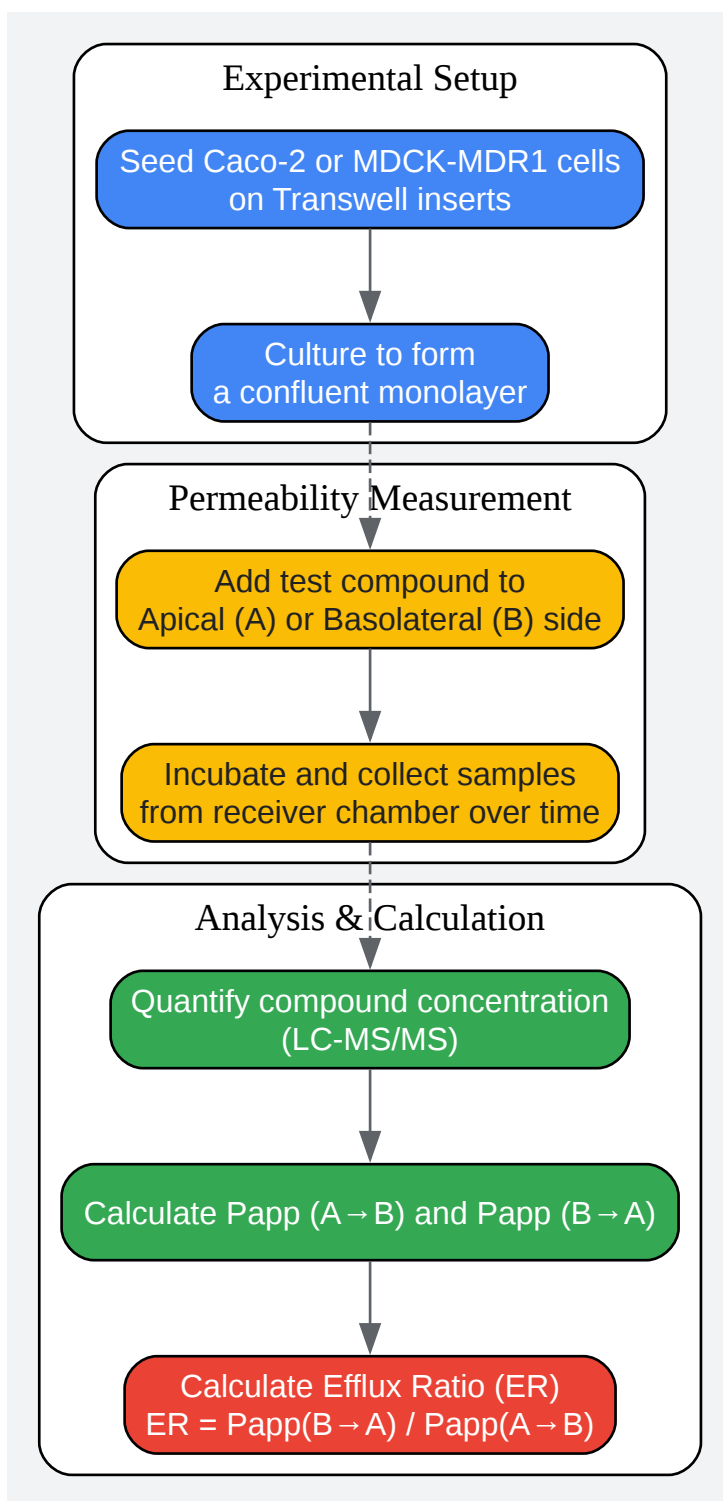 Experimental Setup
Seed Caco-2 or MDCK-MDR1 cells
on Transwell inserts
Culture to form
a confluent monolayer
Permeability Measurement
Add test compound to
Apical (A) or Basolateral (B) side
Incubate and collect samples
from receiver chamber over time
Analysis & Calculation
Quantify compound concentration
(LC-MS/MS)
Calculate Papp (A→B) and Papp (B→A)
Calculate Efflux Ratio (ER)
ER = Papp(B→A) / Papp(A→B)